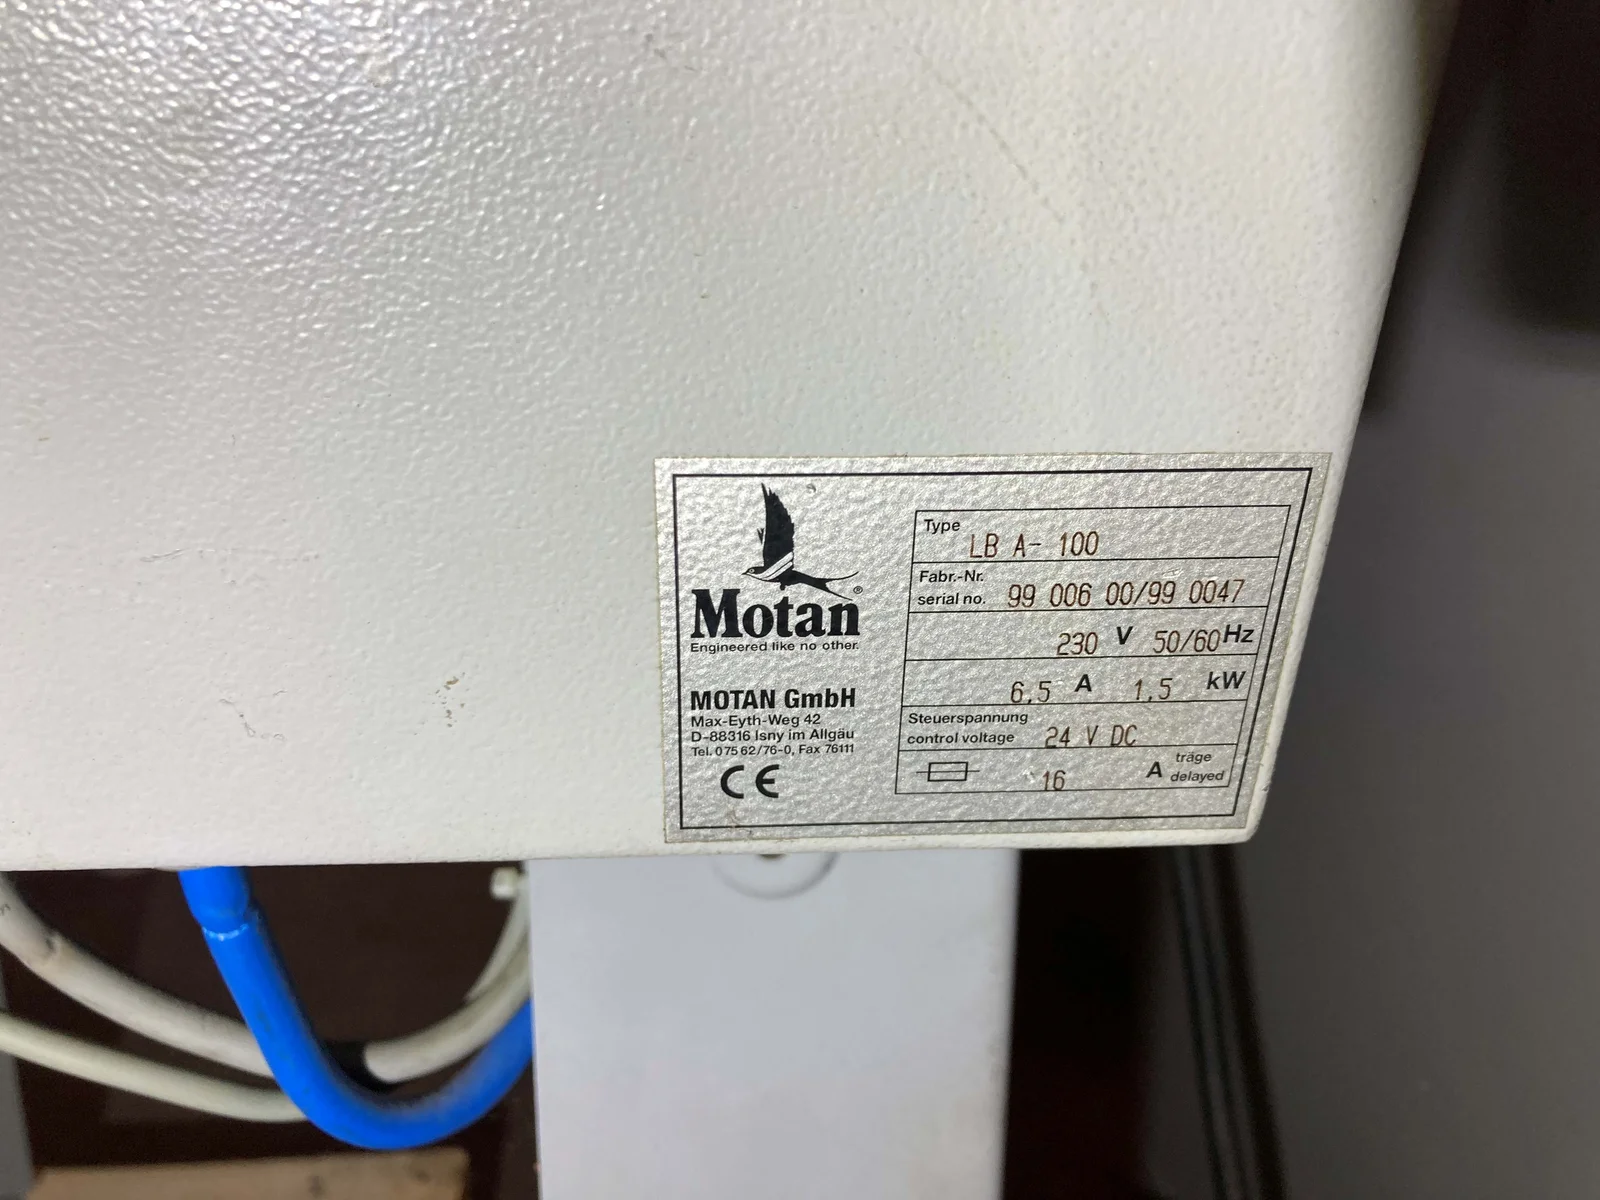 Motan®
Engineered like no other.
MOTAN GmbH
Max-Eyth-Weg 42
D-88316 Isny im Allgäu
Tel. 075 62/76-0, Fax 76111
CE
Type
LB A- 100
Fabr.-Nr.
serial no. 99 006 00/99 0047
230 V 50/60 Hz
6,5 A 1,5 kW
Steuerspannung
control voltage 24 V DC
träge
16 A delayed